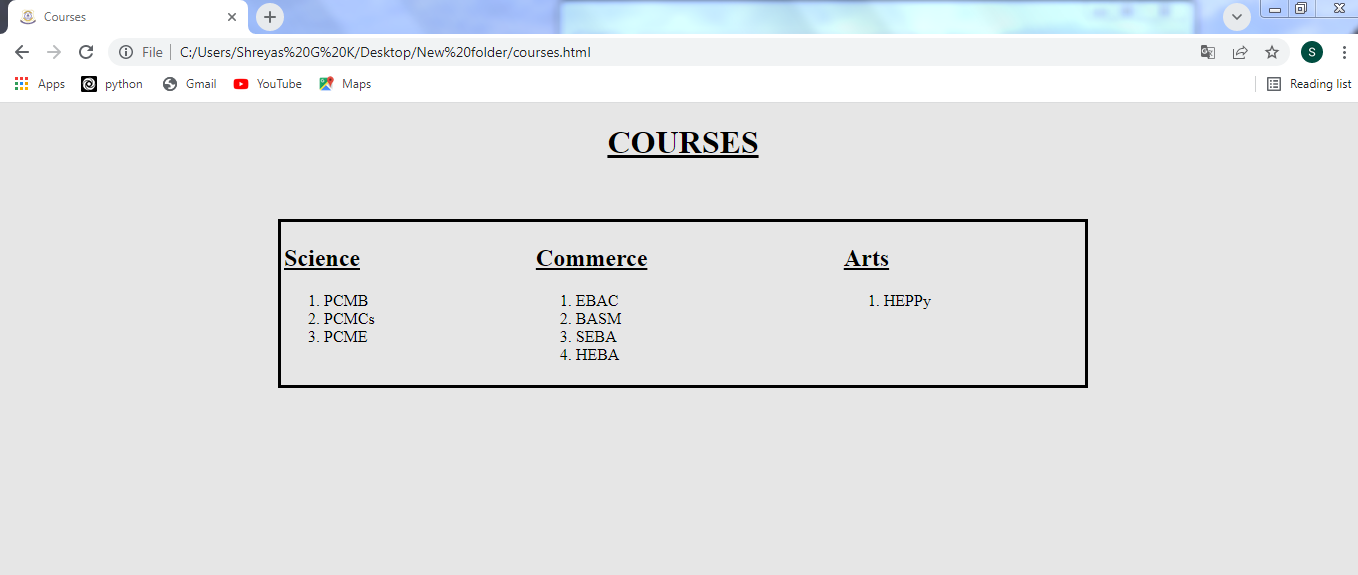 Courses
File C:/Users/Shreyas%20G%20K/Desktop/New%20folder/courses.html S
Apps python Gmail YouTube Maps Reading list
COURSES
Science
1. PCMB
2. PCMCs
3. PCME
Commerce
1. EBAC
2. BASM
3. SEBA
4. HEBA
Arts
1. HEPPy